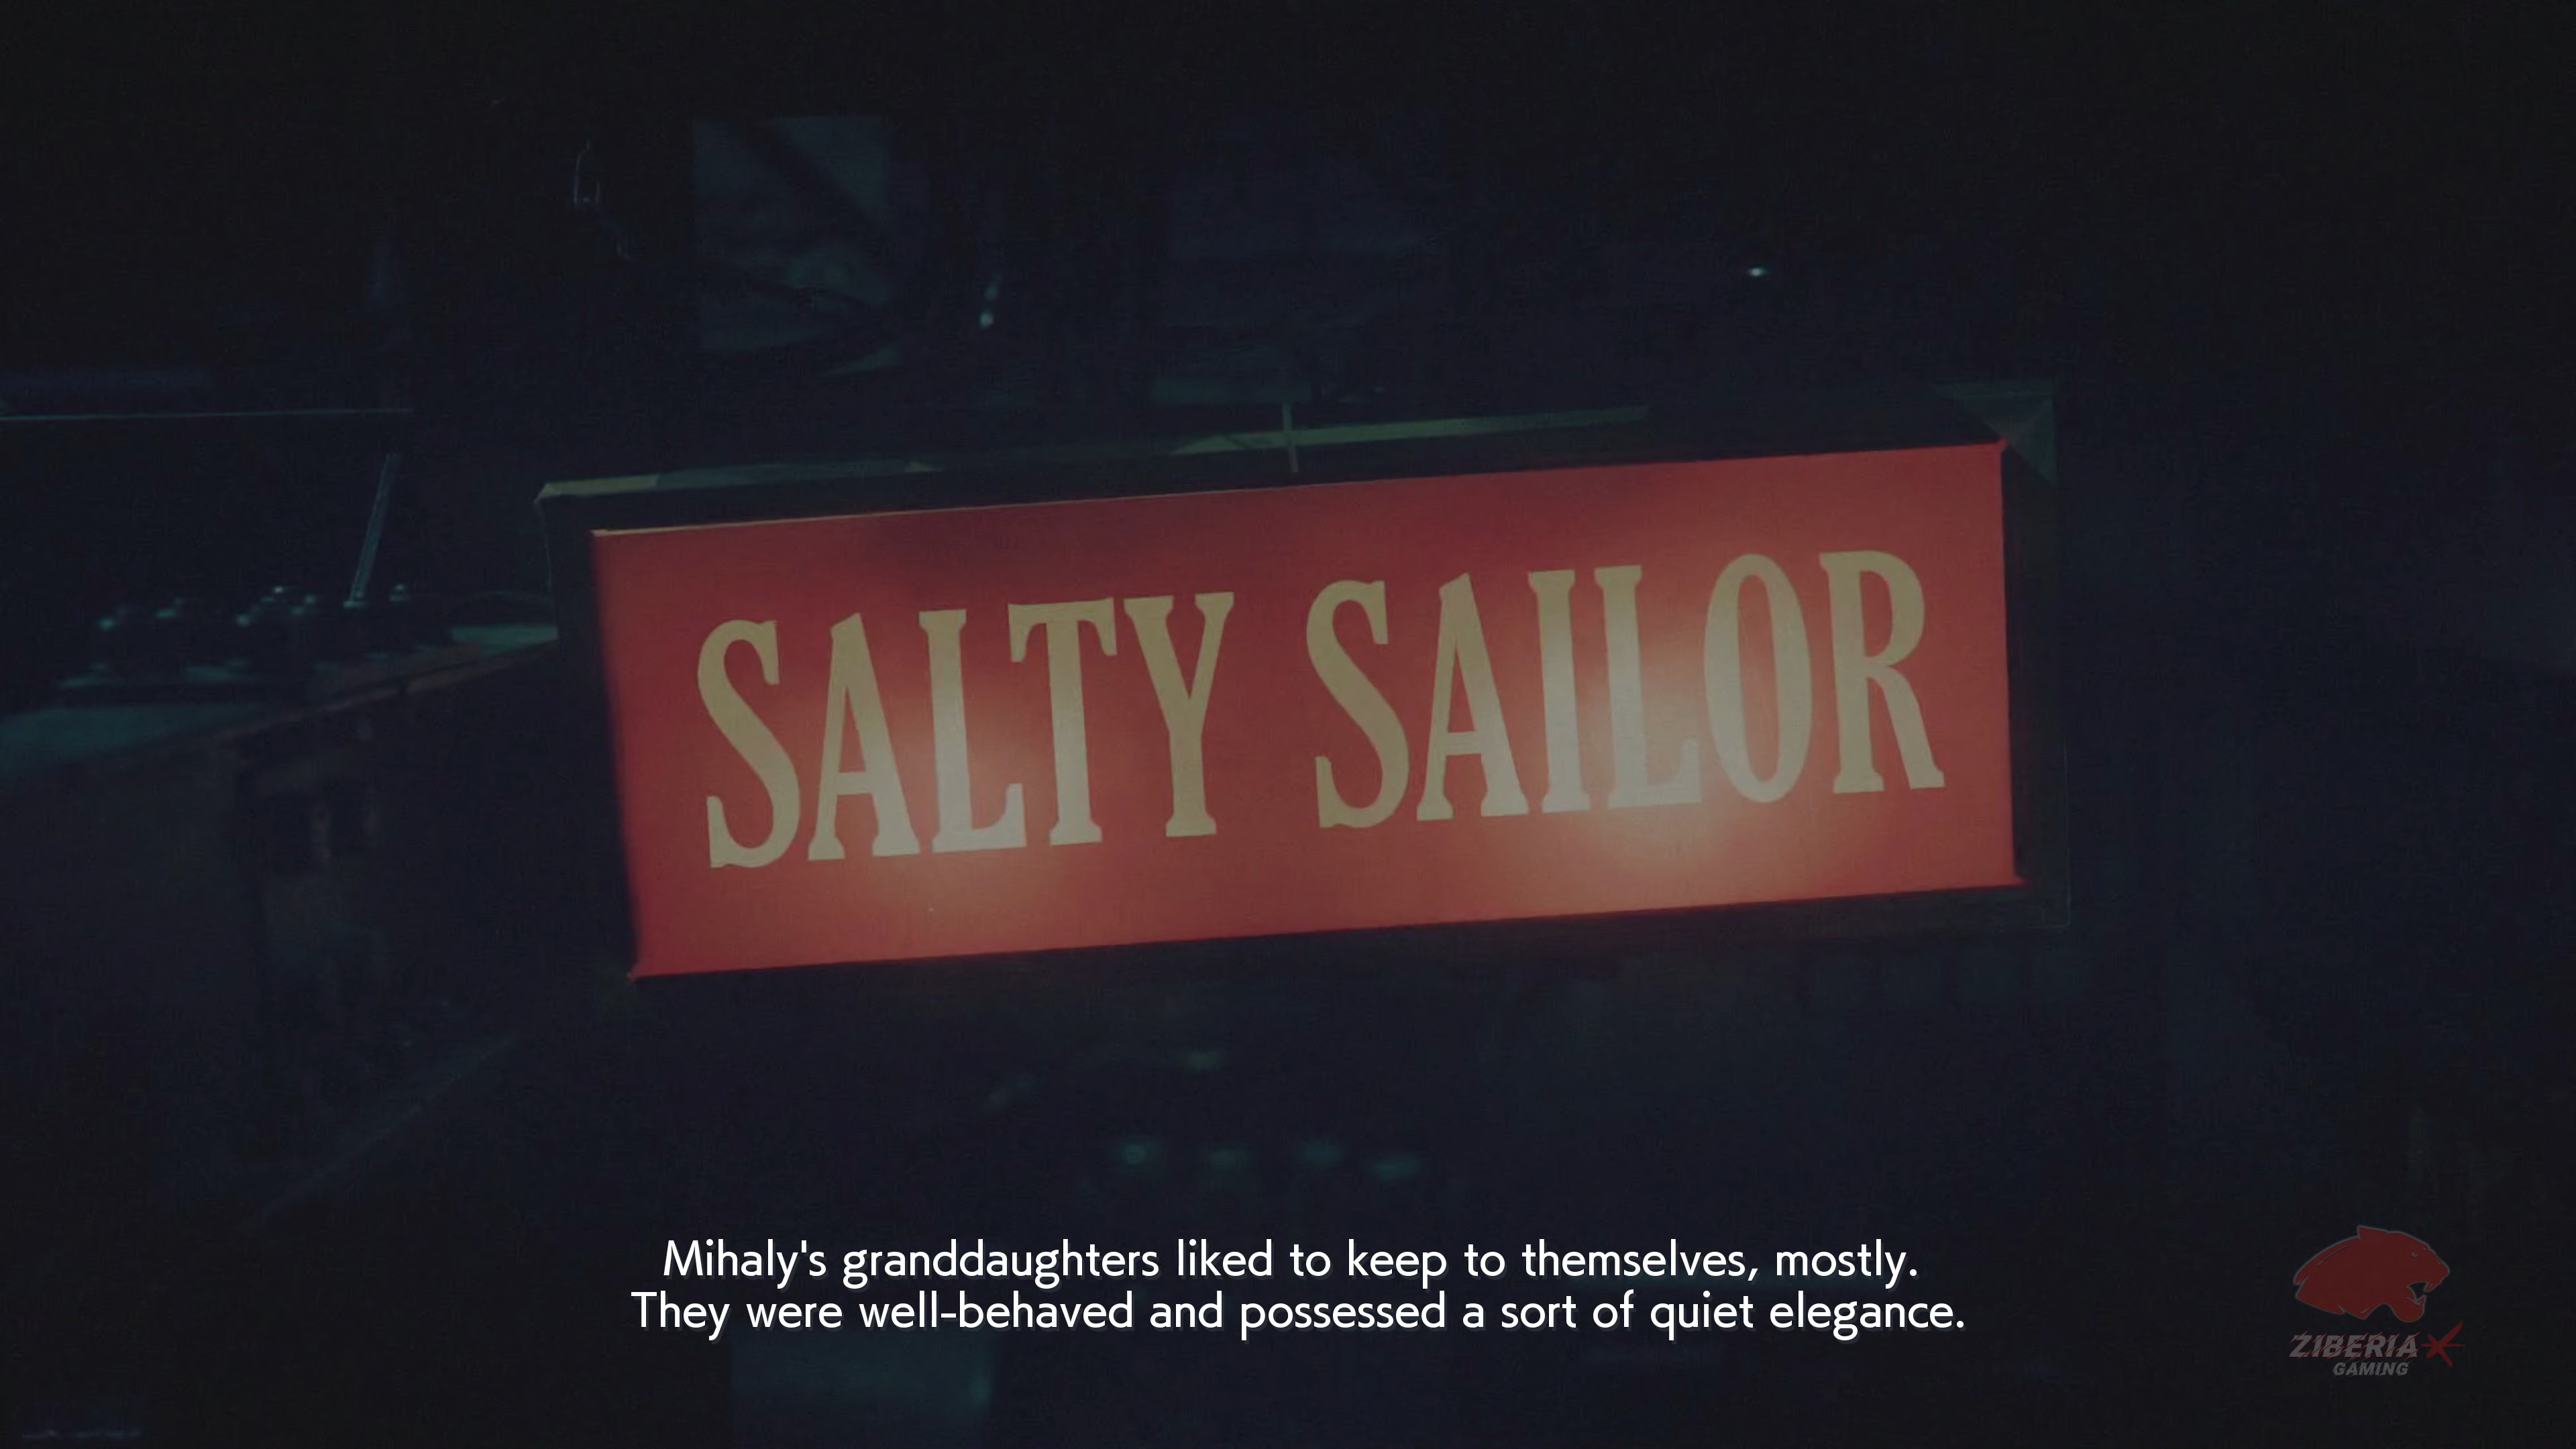 SALTY SAILOR
Mihaly's granddaughters liked to keep to themselves, mostly.
They were well-behaved and possessed a sort of quiet elegance.
ZIBERIA X
GAMING